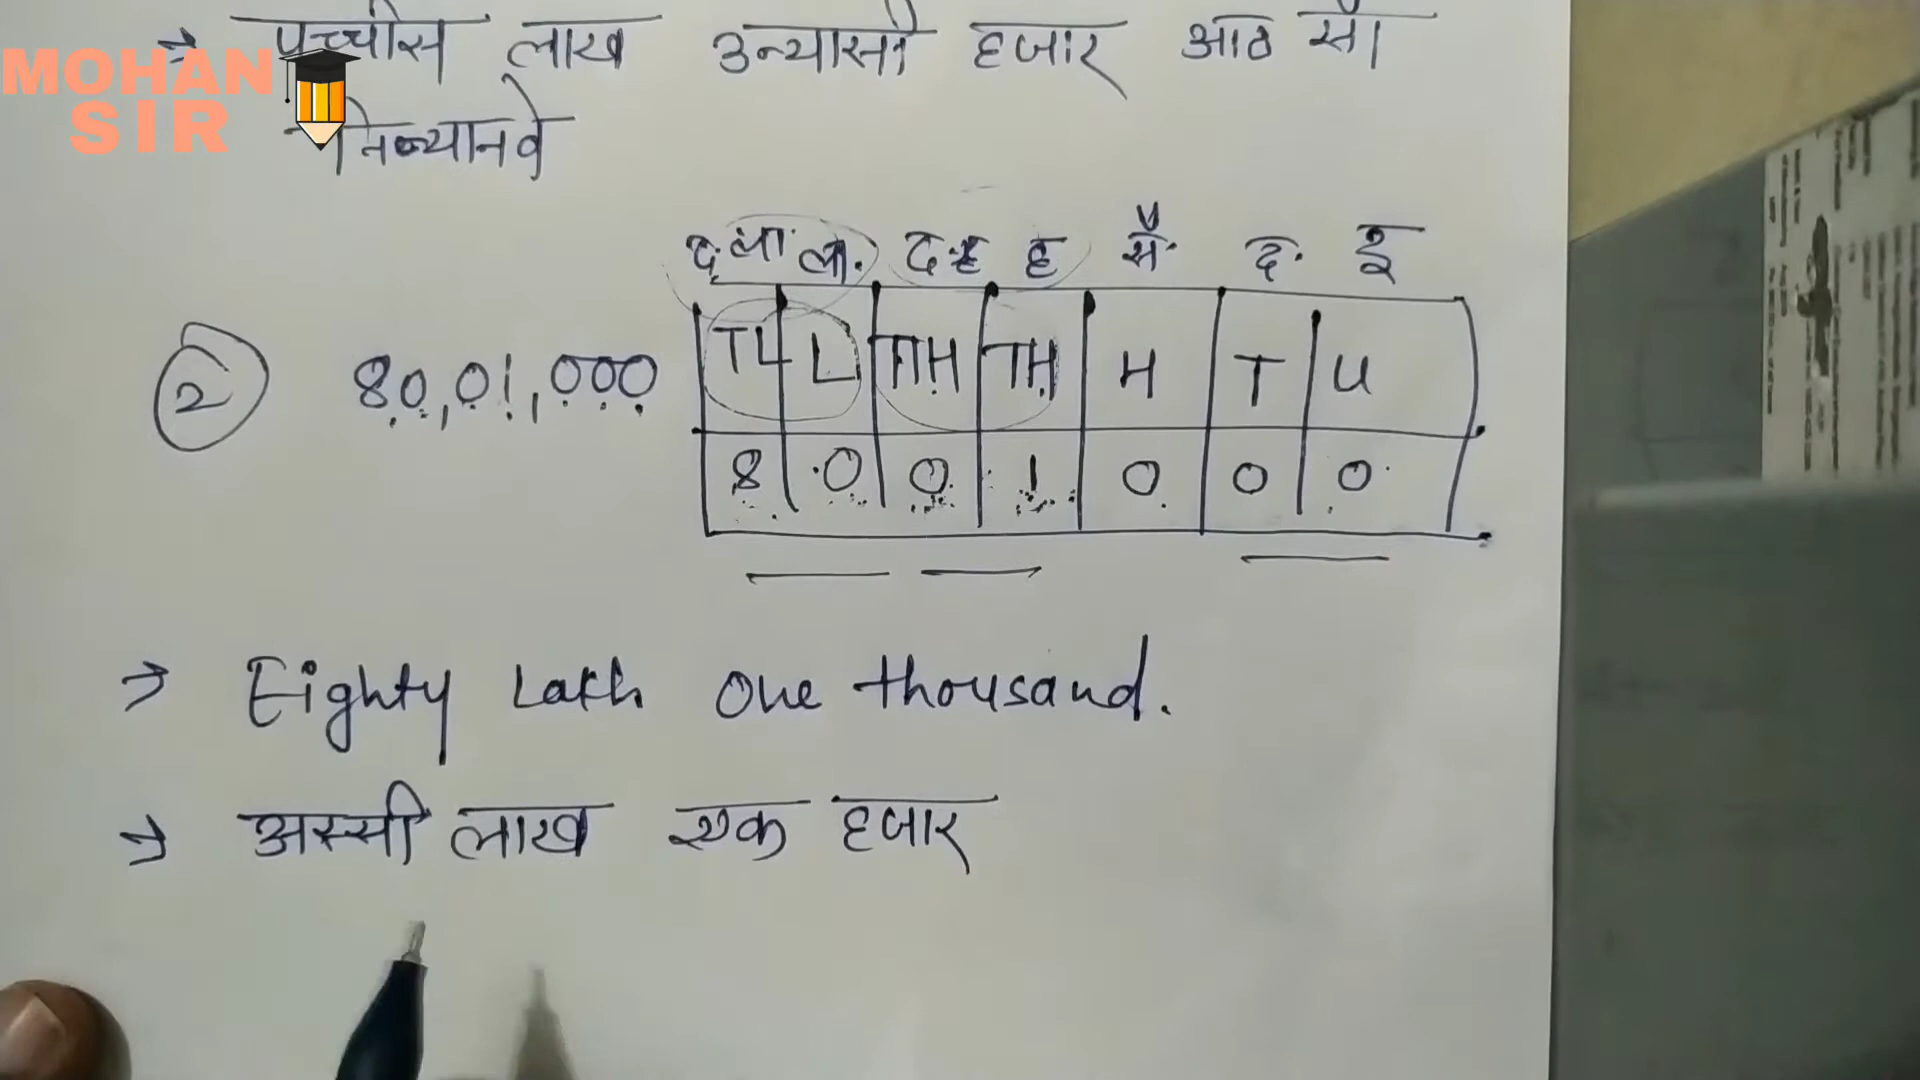 → पच्चीस लाख उन्यासी हजार आठ सौ
MOHAN SIR
निन्यानवे
द.ला ला. द.ह ह सै. द. इ
② 80,01,000
TL L TTH TH H T U
8 0 0 1 0 0 0
→ Eighty Lakh One thousand.
→ अस्सी लाख एक हजार